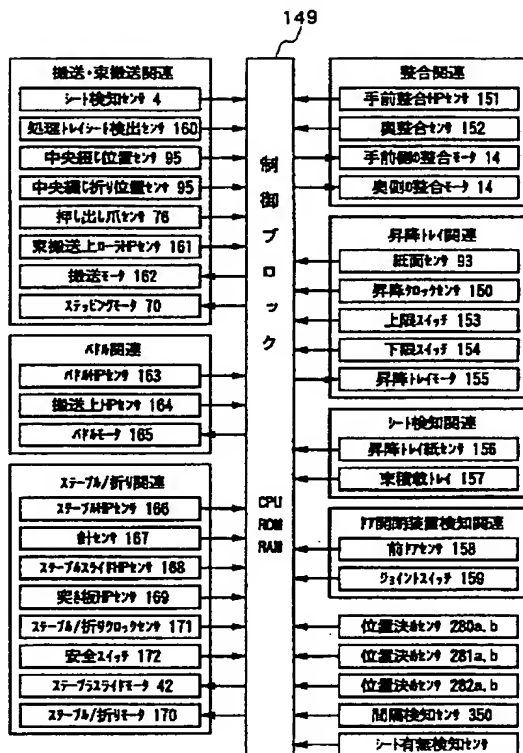 149
搬送・束搬送関連
シート検知センサ 4
処理トレイシート検出センサ 160
中央綴じ位置センサ 95
中央綴じ折り位置センサ 95
押し出し爪センサ 76
束搬送上ローラHPセンサ 161
搬送モータ 162
ステッピングモータ 70
パドル関連
パドルHPセンサ 163
搬送上HPセンサ 164
パドルモータ 165
ステープル/折り関連
ステープルHPセンサ 166
針センサ 167
ステープルスライドHPセンサ 168
突き板HPセンサ 169
ステープル/折りクロックセンサ 171
安全スイッチ 172
ステープラスライドモータ 42
ステープル/折りモータ 170
制御ブロック
CPU
ROM
RAM
整合関連
手前整合HPセンサ 151
奥整合センサ 152
手前側の整合モータ 14
奥側の整合モータ 14
昇降トレイ関連
紙面センサ 93
昇降クロックセンサ 150
上限スイッチ 153
下限スイッチ 154
昇降トレイモータ 155
シート検知関連
昇降トレイ紙センサ 156
束積載トレイ 157
ドア開閉装置検知関連
前ドアセンサ 158
ジョイントスイッチ 159
位置決めセンサ 280a,b
位置決めセンサ 281a,b
位置決めセンサ 282a,b
間隔検知センサ 350
シート有無検知センサ